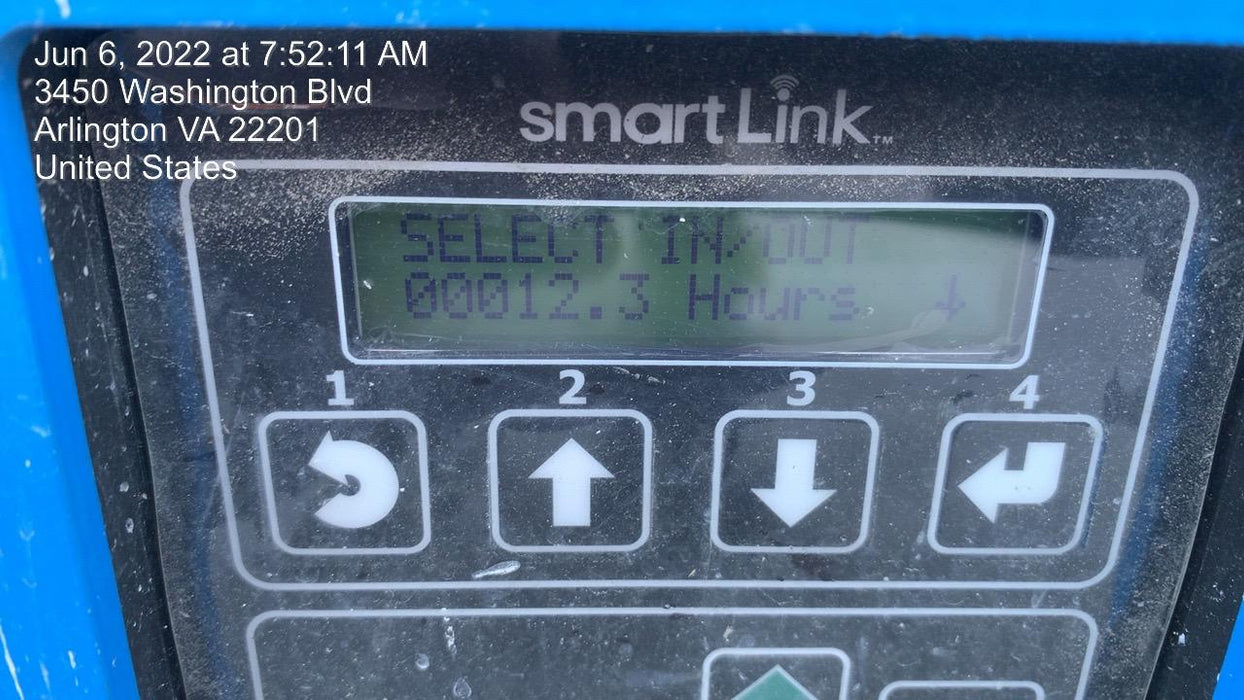 Jun 6, 2022 at 7:52:11 AM
3450 Washington Blvd
Arlington VA 22201
United States
smartLink™
SELECT IN/OUT
00012.3 Hours ↓
1 2 3 4